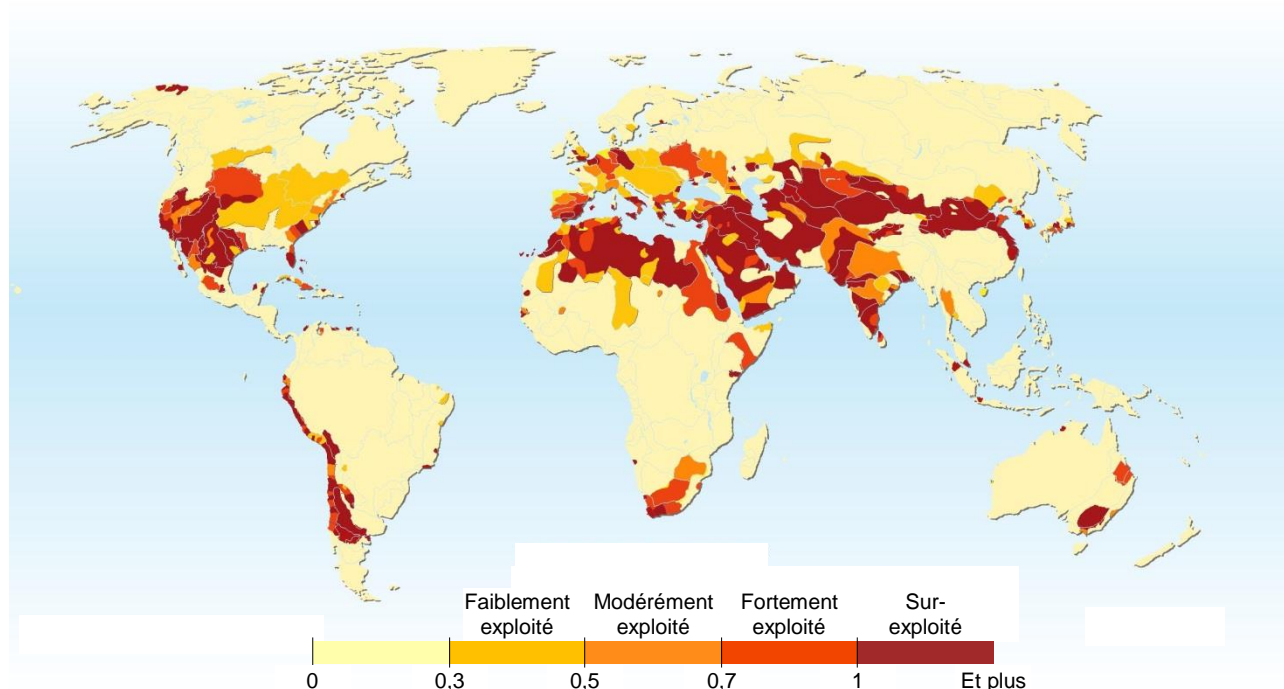 Faiblement Modérément Fortement Sur-
exploité exploité exploité exploité
0 0,3 0,5 0,7 1 Et plus